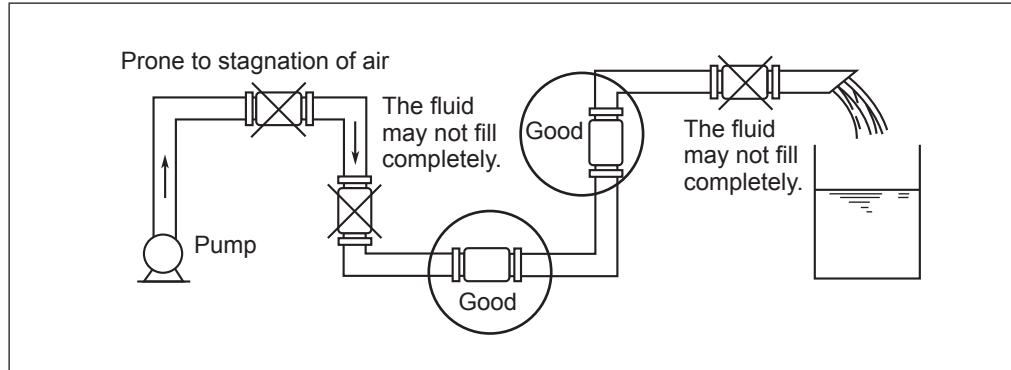 Prone to stagnation of air
The fluid
may not fill
completely.
Good
The fluid
may not fill
completely.
Pump
Good